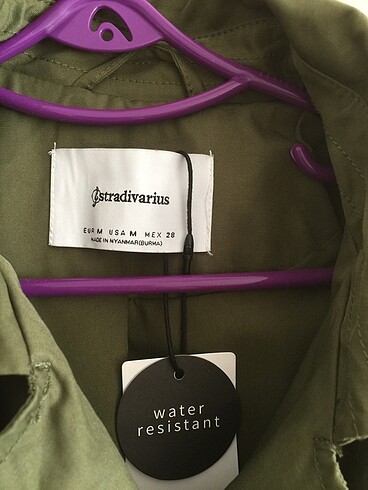 stradivarius
EUR M USA M MEX 28
MADE IN MYANMAR(BURMA)
water
resistant